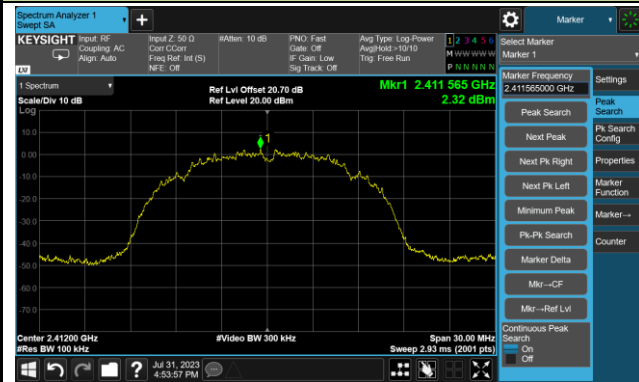 Spectrum Analyzer 1
Swept SA
+
Marker
KEYSIGHT
Input: RF
Coupling: AC
Align: Auto
Input Z: 50 Ω
Corr CCorr
Freq Ref: Int (S)
NFE: Off
#Atten: 10 dB
PNO: Fast
Gate: Off
IF Gain: Low
Sig Track: Off
Avg Type: Log-Power
Avg|Hold:>10/10
Trig: Free Run
1 2 3 4 5 6
M W W W W W
P N N N N N
LXI
Select Marker
Marker 1
1 Spectrum
Scale/Div 10 dB
Log
Ref Lvl Offset 20.70 dB
Ref Level 20.00 dBm
Mkr1 2.411 565 GHz
2.32 dBm
10.0
0.00
-10.0
-20.0
-30.0
-40.0
-50.0
-60.0
-70.0
1
Center 2.41200 GHz
#Res BW 100 kHz
#Video BW 300 kHz
Span 30.00 MHz
Sweep 2.93 ms (2001 pts)
Marker Frequency
2.411565000 GHz
Peak Search
Next Peak
Next Pk Right
Next Pk Left
Minimum Peak
Pk-Pk Search
Marker Delta
Mkr→CF
Mkr→Ref Lvl
Continuous Peak
Search
On
Off
Settings
Peak
Search
Pk Search
Config
Properties
Marker
Function
Marker→
Counter
?
Jul 31, 2023
4:53:57 PM